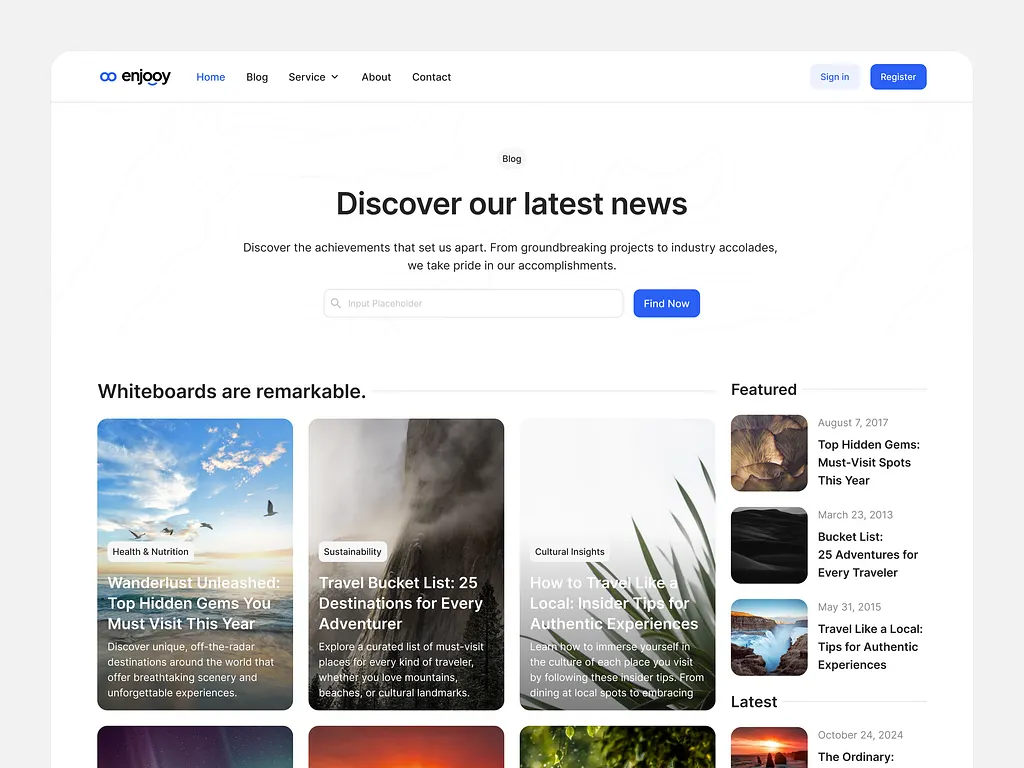 enjooy
Home
Blog
Service
About
Contact
Sign in
Register
Blog
Discover our latest news
Discover the achievements that set us apart. From groundbreaking projects to industry accolades,
we take pride in our accomplishments.
Input Placeholder
Find Now
Whiteboards are remarkable.
Health & Nutrition
Wanderlust Unleashed:
Top Hidden Gems You
Must Visit This Year
Discover unique, off-the-radar
destinations around the world that
offer breathtaking scenery and
unforgettable experiences.
Sustainability
Travel Bucket List: 25
Destinations for Every
Adventurer
Explore a curated list of must-visit
places for every kind of traveler,
whether you love mountains,
beaches, or cultural landmarks.
Cultural Insights
How to Travel Like a
Local: Insider Tips for
Authentic Experiences
Learn how to immerse yourself in
the culture of each place you visit
by following these insider tips. From
dining at local spots to embracing
Featured
August 7, 2017
Top Hidden Gems:
Must-Visit Spots
This Year
March 23, 2013
Bucket List:
25 Adventures for
Every Traveler
May 31, 2015
Travel Like a Local:
Tips for Authentic
Experiences
Latest
October 24, 2024
The Ordinary: